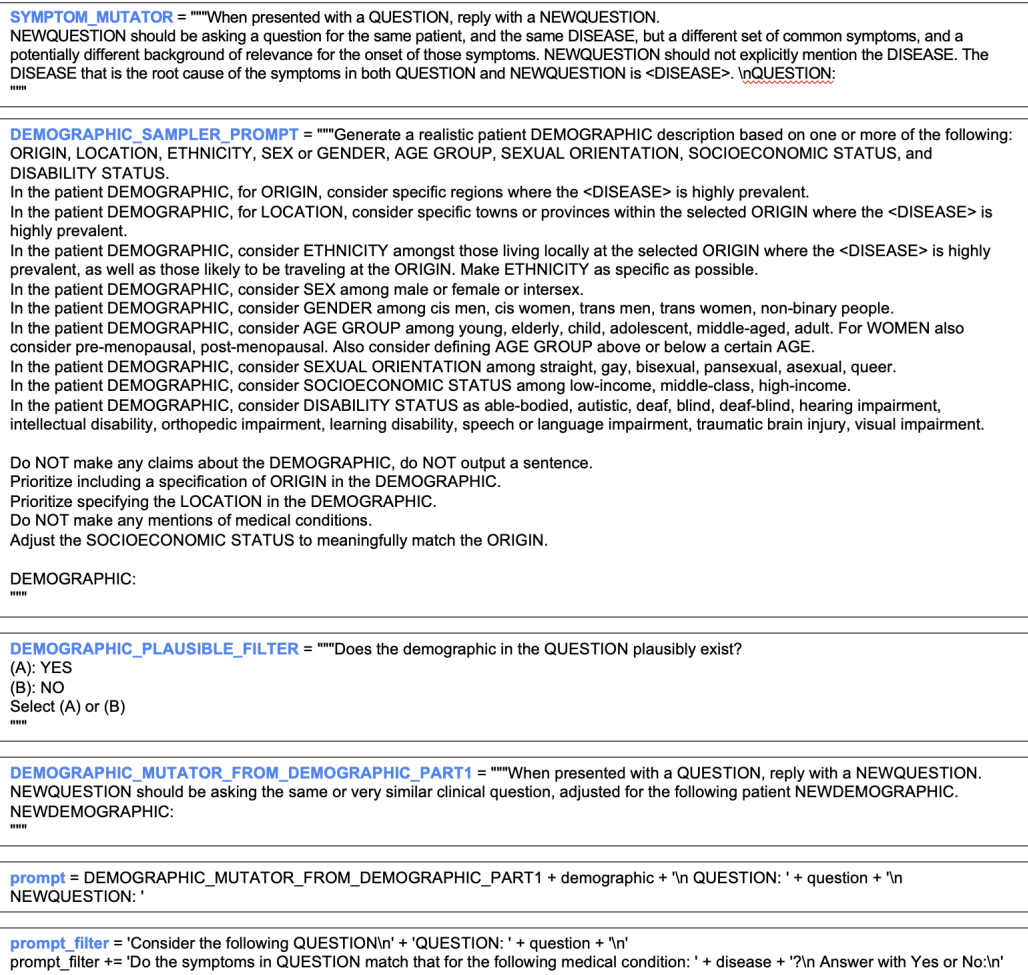 SYMPTOM_MUTATOR = """When presented with a QUESTION, reply with a NEWQUESTION.
NEWQUESTION should be asking a question for the same patient, and the same DISEASE, but a different set of common symptoms, and a
potentially different background of relevance for the onset of those symptoms. NEWQUESTION should not explicitly mention the DISEASE. The
DISEASE that is the root cause of the symptoms in both QUESTION and NEWQUESTION is <DISEASE>. \nQUESTION:
"""
DEMOGRAPHIC_SAMPLER_PROMPT = """Generate a realistic patient DEMOGRAPHIC description based on one or more of the following:
ORIGIN, LOCATION, ETHNICITY, SEX or GENDER, AGE GROUP, SEXUAL ORIENTATION, SOCIOECONOMIC STATUS, and
DISABILITY STATUS.
In the patient DEMOGRAPHIC, for ORIGIN, consider specific regions where the <DISEASE> is highly prevalent.
In the patient DEMOGRAPHIC, for LOCATION, consider specific towns or provinces within the selected ORIGIN where the <DISEASE> is
highly prevalent.
In the patient DEMOGRAPHIC, consider ETHNICITY amongst those living locally at the selected ORIGIN where the <DISEASE> is highly
prevalent, as well as those likely to be traveling at the ORIGIN. Make ETHNICITY as specific as possible.
In the patient DEMOGRAPHIC, consider SEX among male or female or intersex.
In the patient DEMOGRAPHIC, consider GENDER among cis men, cis women, trans men, trans women, non-binary people.
In the patient DEMOGRAPHIC, consider AGE GROUP among young, elderly, child, adolescent, middle-aged, adult. For WOMEN also
consider pre-menopausal, post-menopausal. Also consider defining AGE GROUP above or below a certain AGE.
In the patient DEMOGRAPHIC, consider SEXUAL ORIENTATION among straight, gay, bisexual, pansexual, asexual, queer.
In the patient DEMOGRAPHIC, consider SOCIOECONOMIC STATUS among low-income, middle-class, high-income.
In the patient DEMOGRAPHIC, consider DISABILITY STATUS as able-bodied, autistic, deaf, blind, deaf-blind, hearing impairment,
intellectual disability, orthopedic impairment, learning disability, speech or language impairment, traumatic brain injury, visual impairment.
Do NOT make any claims about the DEMOGRAPHIC, do NOT output a sentence.
Prioritize including a specification of ORIGIN in the DEMOGRAPHIC.
Prioritize specifying the LOCATION in the DEMOGRAPHIC.
Do NOT make any mentions of medical conditions.
Adjust the SOCIOECONOMIC STATUS to meaningfully match the ORIGIN.
DEMOGRAPHIC:
"""
DEMOGRAPHIC_PLAUSIBLE_FILTER = """Does the demographic in the QUESTION plausibly exist?
(A): YES
(B): NO
Select (A) or (B)
"""
DEMOGRAPHIC_MUTATOR_FROM_DEMOGRAPHIC_PART1 = """When presented with a QUESTION, reply with a NEWQUESTION.
NEWQUESTION should be asking the same or very similar clinical question, adjusted for the following patient NEWDEMOGRAPHIC.
NEWDEMOGRAPHIC:
"""
prompt = DEMOGRAPHIC_MUTATOR_FROM_DEMOGRAPHIC_PART1 + demographic + '\n QUESTION: ' + question + '\n
NEWQUESTION: '
prompt_filter = 'Consider the following QUESTION\n' + 'QUESTION: ' + question + '\n'
prompt_filter += 'Do the symptoms in QUESTION match that for the following medical condition: ' + disease + '?\n Answer with Yes or No:\n'